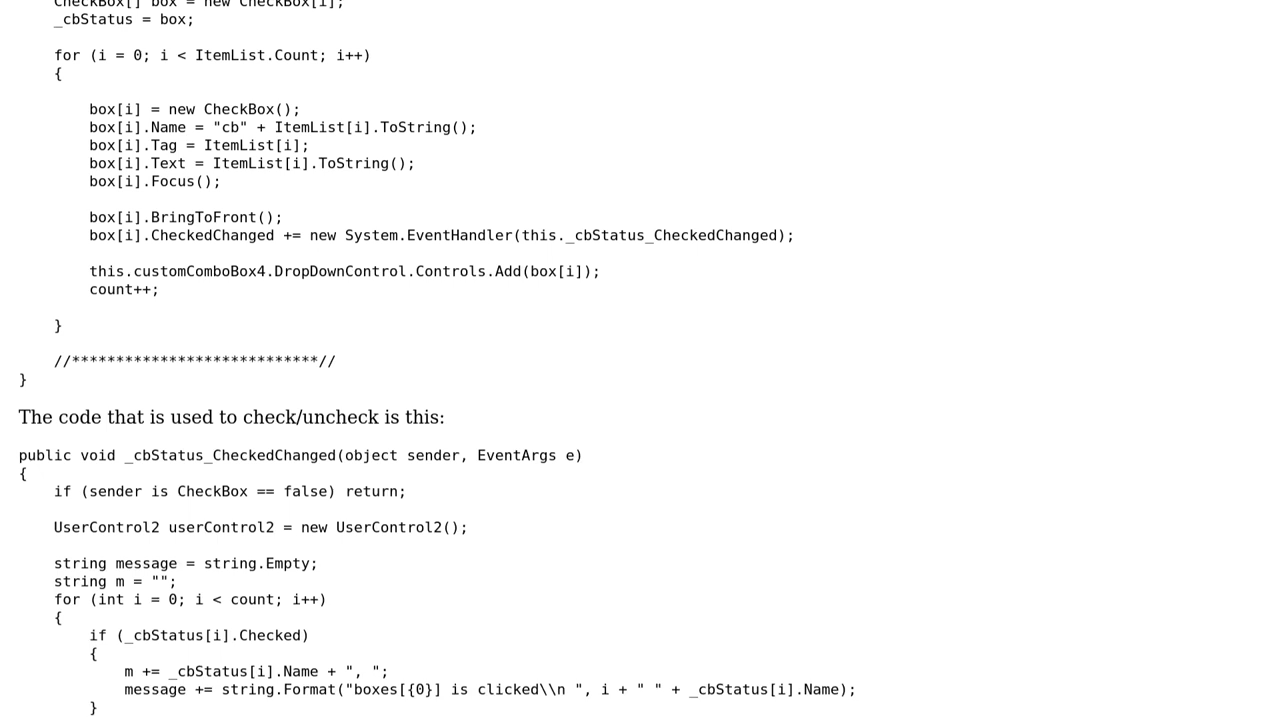 CheckBox[] box = new CheckBox[i];
_cbStatus = box;
for (i = 0; i < ItemList.Count; i++)
{
box[i] = new CheckBox();
box[i].Name = "cb" + ItemList[i].ToString();
box[i].Tag = ItemList[i];
box[i].Text = ItemList[i].ToString();
box[i].Focus();
box[i].BringToFront();
box[i].CheckedChanged += new System.EventHandler(this._cbStatus_CheckedChanged);
this.customComboBox4.DropDownControl.Controls.Add(box[i]);
count++;
}
//****************************//
}
The code that is used to check/uncheck is this:
public void _cbStatus_CheckedChanged(object sender, EventArgs e)
{
if (sender is CheckBox == false) return;
UserControl2 userControl2 = new UserControl2();
string message = string.Empty;
string m = "";
for (int i = 0; i < count; i++)
{
if (_cbStatus[i].Checked)
{
m += _cbStatus[i].Name + ", ";
message += string.Format("boxes[{0}] is clicked\\n ", i + " " + _cbStatus[i].Name);
}